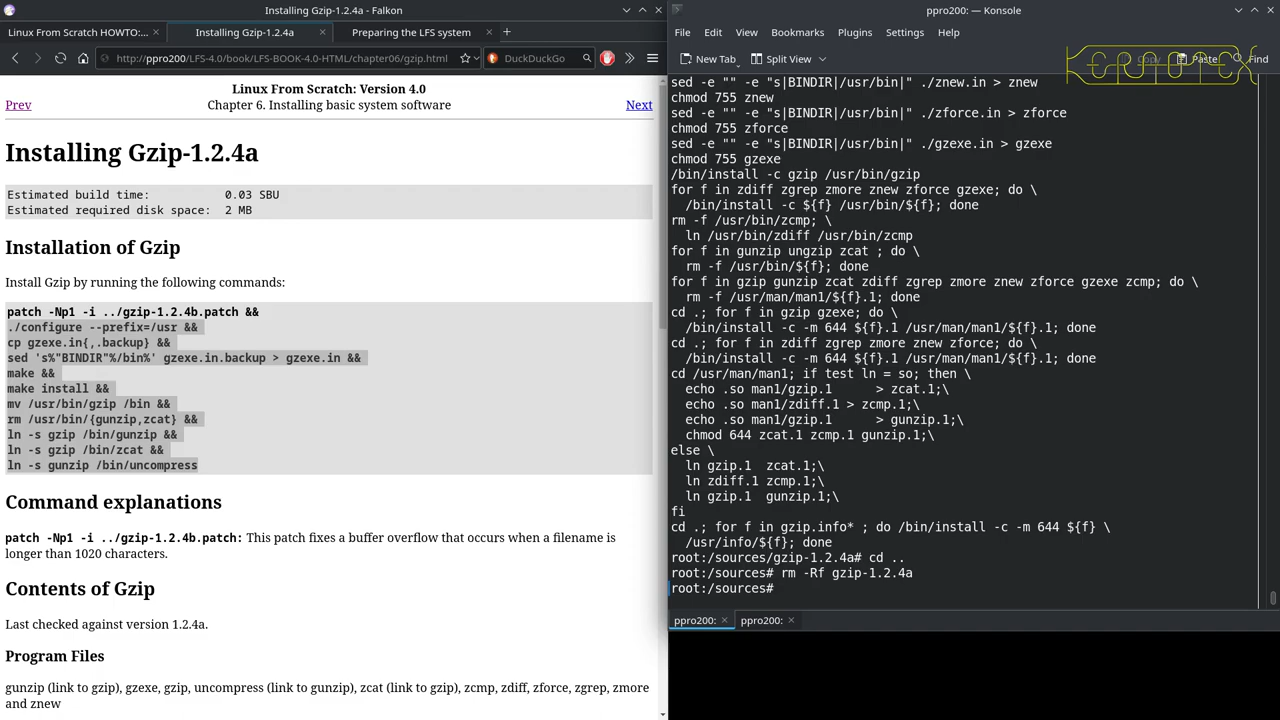 Installing Gzip-1.2.4a - Falkon
Linux From Scratch HOWTO:...
Installing Gzip-1.2.4a
Preparing the LFS system
http://ppro200/LFS-4.0/book/LFS-BOOK-4.0-HTML/chapter06/gzip.html
DuckDuckGo
Linux From Scratch: Version 4.0
Prev
Chapter 6. Installing basic system software
Next
Installing Gzip-1.2.4a
Estimated build time: 0.03 SBU
Estimated required disk space: 2 MB
Installation of Gzip
Install Gzip by running the following commands:
patch -Np1 -i ../gzip-1.2.4b.patch &&
./configure --prefix=/usr &&
cp gzexe.in{,.backup} &&
sed 's%"BINDIR"%/bin%' gzexe.in.backup > gzexe.in &&
make &&
make install &&
mv /usr/bin/gzip /bin &&
rm /usr/bin/{gunzip,zcat} &&
ln -s gzip /bin/gunzip &&
ln -s gzip /bin/zcat &&
ln -s gunzip /bin/uncompress
Command explanations
patch -Np1 -i ../gzip-1.2.4b.patch: This patch fixes a buffer overflow that occurs when a filename is
longer than 1020 characters.
Contents of Gzip
Last checked against version 1.2.4a.
Program Files
gunzip (link to gzip), gzexe, gzip, uncompress (link to gunzip), zcat (link to gzip), zcmp, zdiff, zforce, zgrep, zmore
and znew
ppro200: — Konsole
File Edit View Bookmarks Plugins Settings Help
New Tab Split View Copy Paste Find
sed -e "" -e "s|BINDIR|/usr/bin|" ./znew.in > znew
chmod 755 znew
sed -e "" -e "s|BINDIR|/usr/bin|" ./zforce.in > zforce
chmod 755 zforce
sed -e "" -e "s|BINDIR|/usr/bin|" ./gzexe.in > gzexe
chmod 755 gzexe
/bin/install -c gzip /usr/bin/gzip
for f in zdiff zgrep zmore znew zforce gzexe; do \
/bin/install -c ${f} /usr/bin/${f}; done
rm -f /usr/bin/zcmp; \
ln /usr/bin/zdiff /usr/bin/zcmp
for f in gunzip ungzip zcat ; do \
rm -f /usr/bin/${f}; done
for f in gzip gunzip zcat zdiff zgrep zmore znew zforce gzexe zcmp; do \
rm -f /usr/man/man1/${f}.1; done
cd .; for f in gzip gzexe; do \
/bin/install -c -m 644 ${f}.1 /usr/man/man1/${f}.1; done
cd .; for f in zdiff zgrep zmore znew zforce; do \
/bin/install -c -m 644 ${f}.1 /usr/man/man1/${f}.1; done
cd /usr/man/man1; if test ln = so; then \
echo .so man1/gzip.1 > zcat.1;\
echo .so man1/zdiff.1 > zcmp.1;\
echo .so man1/gzip.1 > gunzip.1;\
chmod 644 zcat.1 zcmp.1 gunzip.1;\
else \
ln gzip.1 zcat.1;\
ln zdiff.1 zcmp.1;\
ln gzip.1 gunzip.1;\
fi
cd .; for f in gzip.info* ; do /bin/install -c -m 644 ${f} \
/usr/info/${f}; done
root:/sources/gzip-1.2.4a# cd ..
root:/sources# rm -Rf gzip-1.2.4a
root:/sources#
ppro200: ppro200: